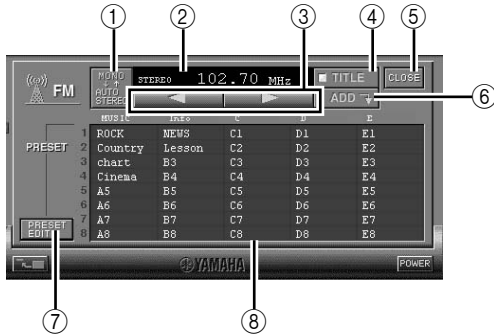 ① ② ③ ④ ⑤
FM
MONO
AUTO
STEREO
STEREO 102.70 MHz
TITLE
CLOSE
ADD
⑥
MUSIC Info C D E
PRESET
1 ROCK NEWS C1 D1 E1
2 Country Lesson C2 D2 E2
3 chart B3 C3 D3 E3
4 Cinema B4 C4 D4 E4
5 A5 B5 C5 D5 E5
6 A6 B6 C6 D6 E6
7 A7 B7 C7 D7 E7
8 A8 B8 C8 D8 E8
PRESET
EDIT
YAMAHA
POWER
⑦ ⑧